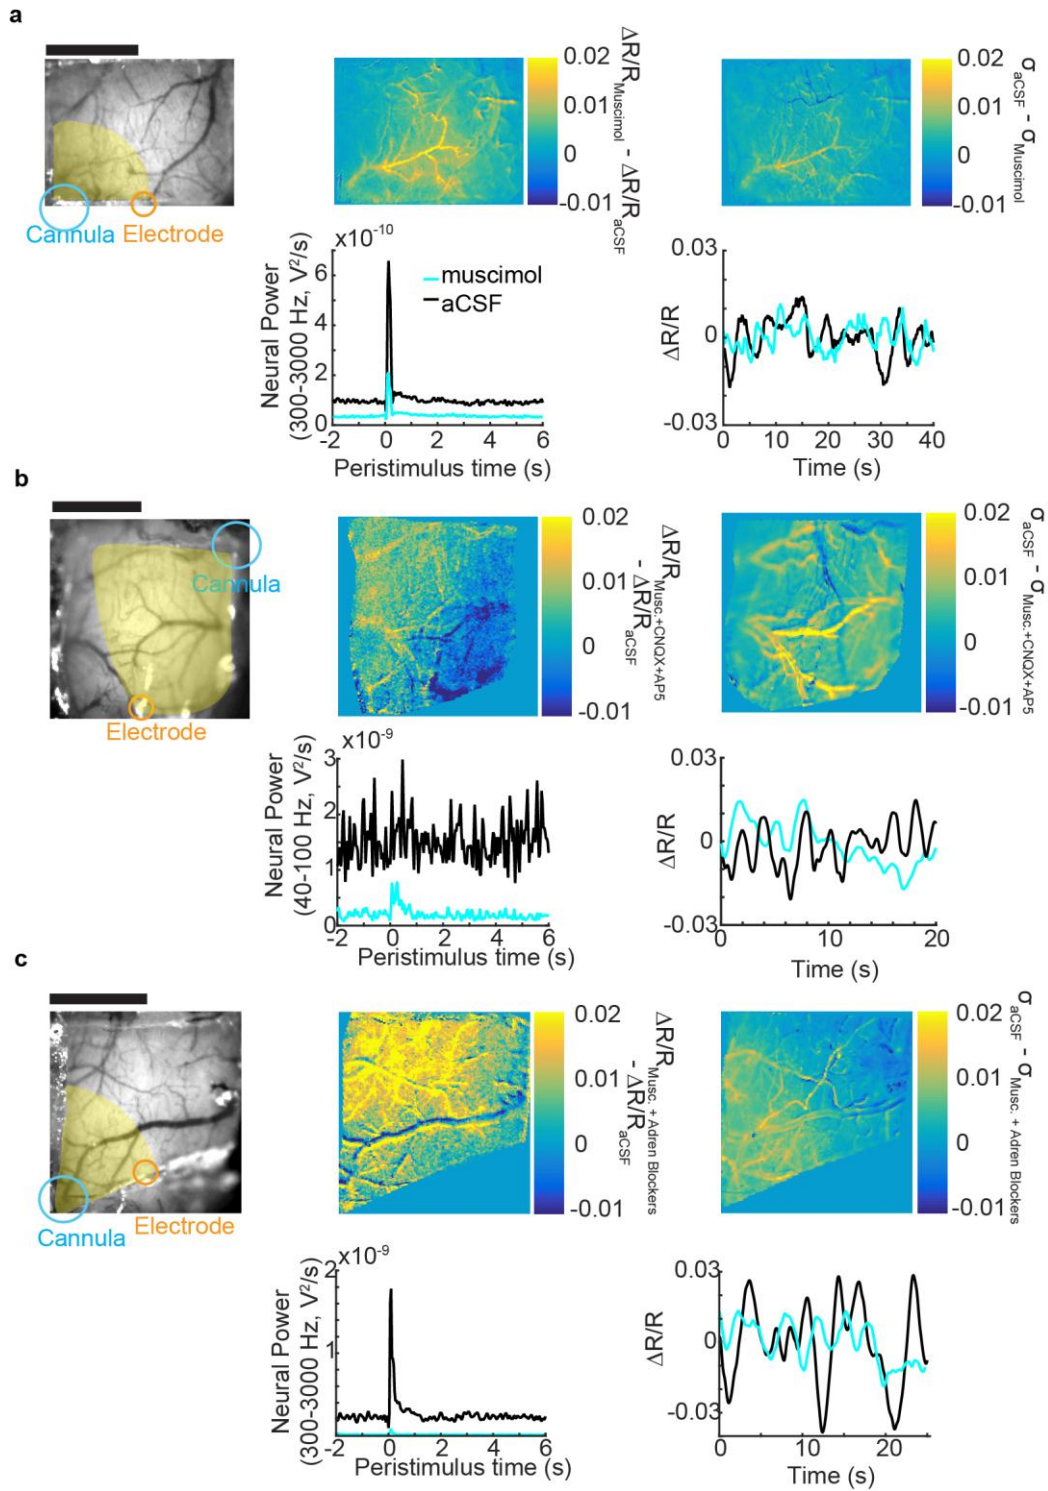 a
Cannula Electrode
0.02
0.01
0
-0.01
ΔR/R Muscimol - ΔR/R aCSF
0.02
0.01
0
-0.01
σ aCSF - σ Muscimol
x10-10
Neural Power
(300-3000 Hz, V2/s)
6
4
2
0
muscimol
aCSF
-2 0 2 4 6
Peristimulus time (s)
ΔR/R
0.03
0
-0.03
0 10 20 30 40
Time (s)
b
Cannula
Electrode
0.02
0.01
0
-0.01
ΔR/R Musc.+CNQX+AP5
- ΔR/R aCSF
0.02
0.01
0
-0.01
σ aCSF - σ Musc.+CNQX+AP5
x10-9
Neural Power
(40-100 Hz, V2/s)
3
2
1
0
-2 0 2 4 6
Peristimulus time (s)
ΔR/R
0.03
0
-0.03
0 10 20
Time (s)
c
Cannula
Electrode
0.02
0.01
0
-0.01
ΔR/R Musc. + Adren Blockers
- ΔR/R aCSF
0.02
0.01
0
-0.01
σ aCSF - σ Musc. + Adren Blockers
x10-9
Neural Power
(300-3000 Hz, V2/s)
2
1
-2 0 2 4 6
Peristimulus time (s)
ΔR/R
0.03
0
-0.03
0 10 20
Time (s)